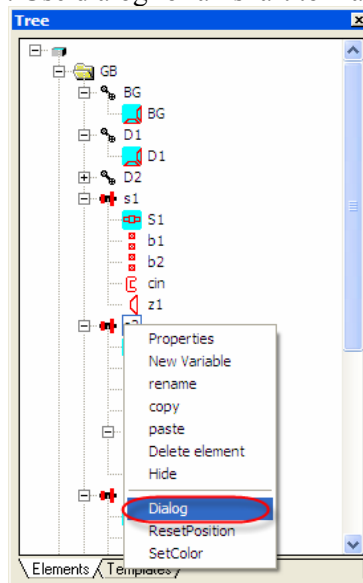 Tree
GB
BG
BG
D1
D1
D2
s1
S1
b1
b2
cin
z1
Properties
New Variable
rename
copy
paste
Delete element
Hide
Dialog
ResetPosition
SetColor
Elements / Templates